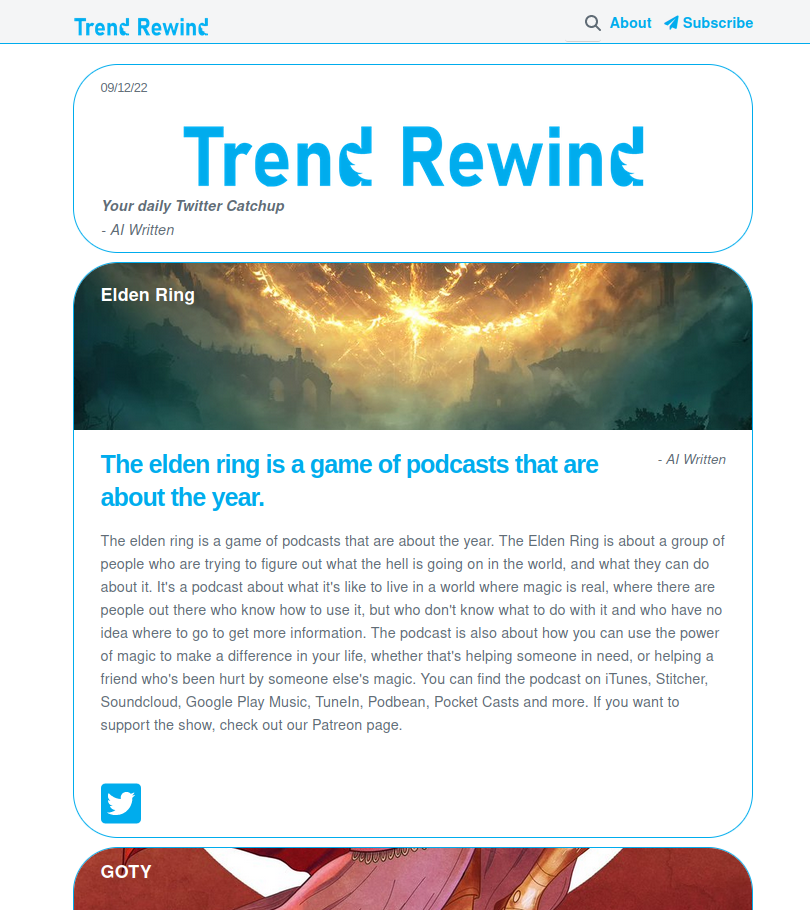 Trend Rewind
About
Subscribe
09/12/22
Trend Rewind
Your daily Twitter Catchup
- AI Written
Elden Ring
The elden ring is a game of podcasts that are
about the year.
- AI Written
The elden ring is a game of podcasts that are about the year. The Elden Ring is about a group of
people who are trying to figure out what the hell is going on in the world, and what they can do
about it. It's a podcast about what it's like to live in a world where magic is real, where there are
people out there who know how to use it, but who don't know what to do with it and who have no
idea where to go to get more information. The podcast is also about how you can use the power
of magic to make a difference in your life, whether that's helping someone in need, or helping a
friend who's been hurt by someone else's magic. You can find the podcast on iTunes, Stitcher,
Soundcloud, Google Play Music, TuneIn, Podbean, Pocket Casts and more. If you want to
support the show, check out our Patreon page.
GOTY